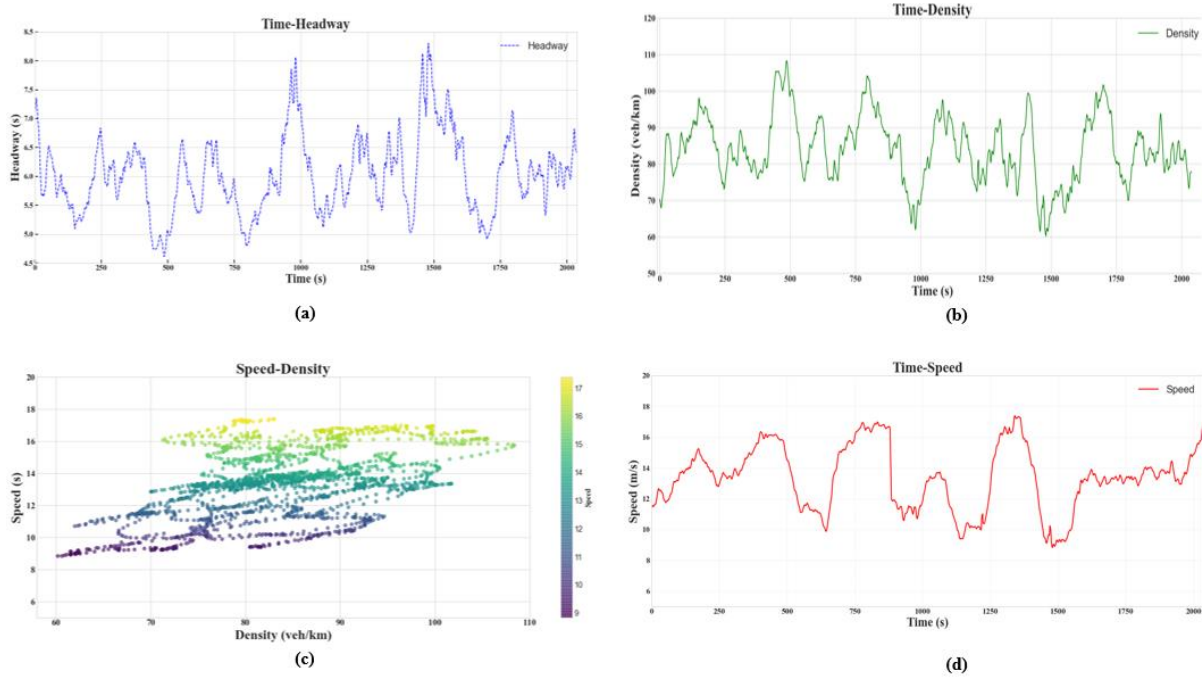 Time-Headway
Headway
Headway (s)
8.5
8.0
7.5
7.0
6.5
6.0
5.5
5.0
4.5
0 250 500 750 1000 1250 1500 1750 2000
Time (s)
(a)
Time-Density
Density
Density (veh/km)
120
110
100
90
80
70
60
50
0 250 500 750 1000 1250 1500 1750 2000
Time (s)
(b)
Speed-Density
Speed (s)
20
18
16
14
12
10
8
6
60 70 80 90 100 110
Density (veh/km)
17
16
15
14
13
12
11
10
9
Speed
(c)
Time-Speed
Speed
Speed (m/s)
20
18
16
14
12
10
8
6
0 250 500 750 1000 1250 1500 1750 2000
Time (s)
(d)